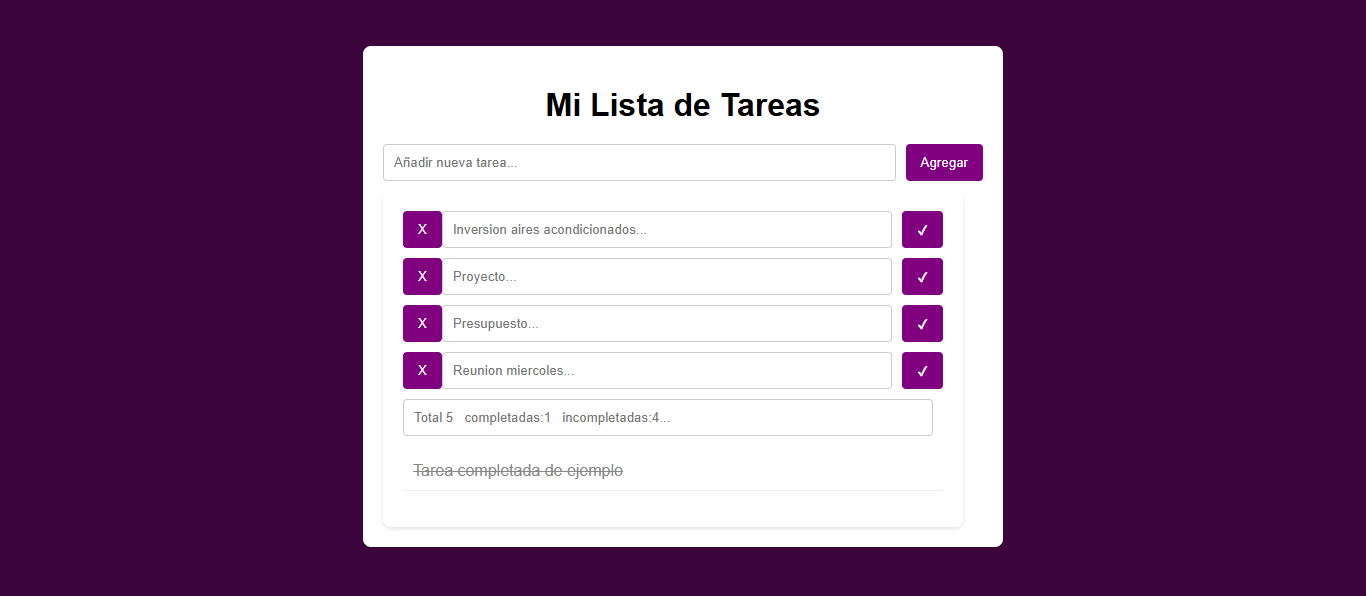 Mi Lista de Tareas
Añadir nueva tarea... Agregar
X Inversion aires acondicionados... ✓
X Proyecto... ✓
X Presupuesto... ✓
X Reunion miercoles... ✓
Total 5 completadas:1 incompletadas:4...
Tarea completada de ejemplo